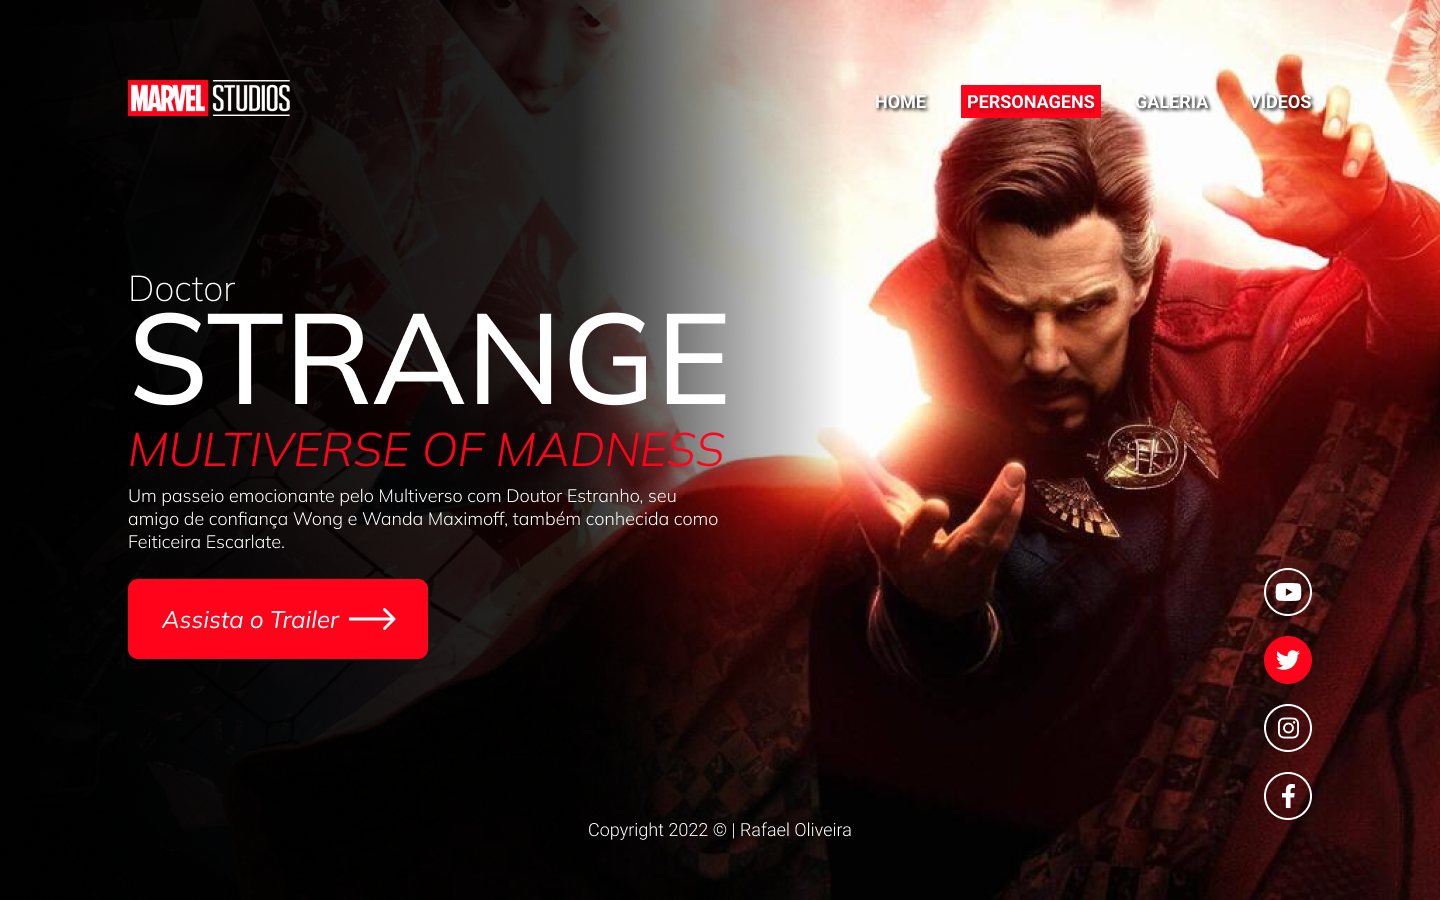 MARVEL STUDIOS
HOME PERSONAGENS GALERIA VÍDEOS
Doctor
STRANGE
MULTIVERSE OF MADNESS
Um passeio emocionante pelo Multiverso com Doutor Estranho, seu
amigo de confiança Wong e Wanda Maximoff, também conhecida como
Feiticeira Escarlate.
Assista o Trailer
Copyright 2022 © | Rafael Oliveira